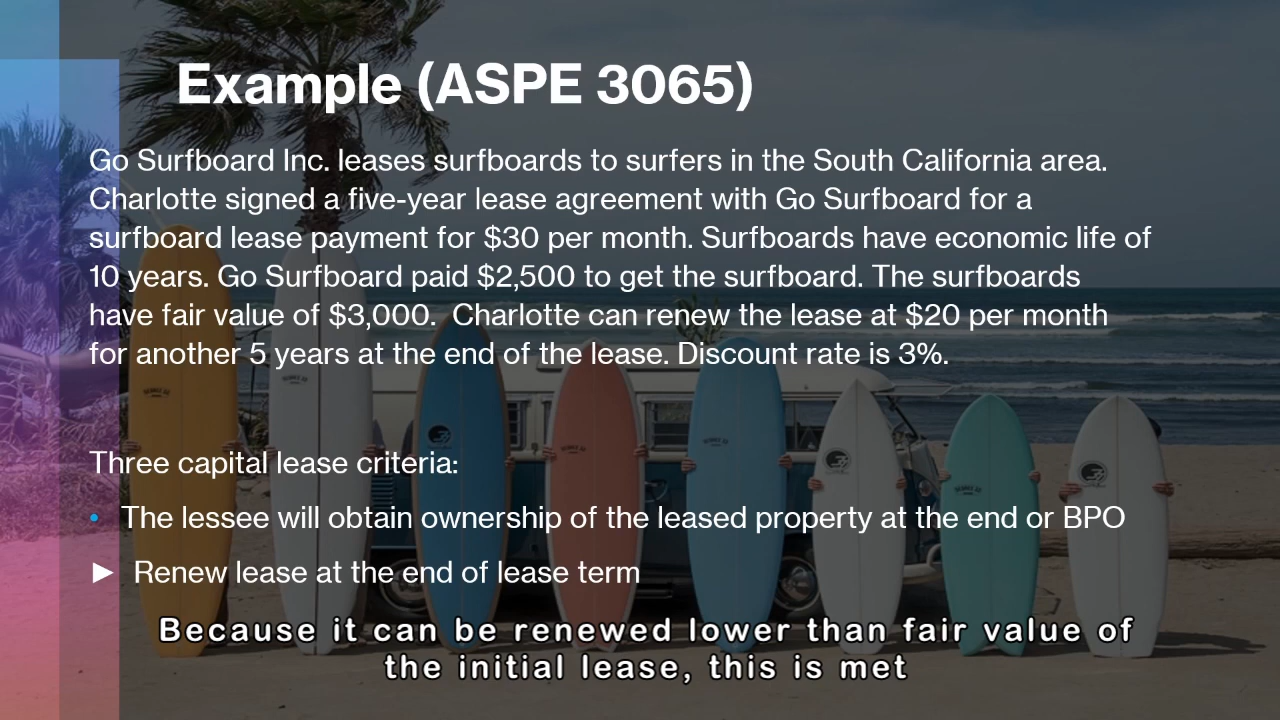 Example (ASPE 3065)
Go Surfboard Inc. leases surfboards to surfers in the South California area.
Charlotte signed a five-year lease agreement with Go Surfboard for a
surfboard lease payment for $30 per month. Surfboards have economic life of
10 years. Go Surfboard paid $2,500 to get the surfboard. The surfboards
have fair value of $3,000. Charlotte can renew the lease at $20 per month
for another 5 years at the end of the lease. Discount rate is 3%.
Three capital lease criteria:
• The lessee will obtain ownership of the leased property at the end or BPO
► Renew lease at the end of lease term
Because it can be renewed lower than fair value of
the initial lease, this is met